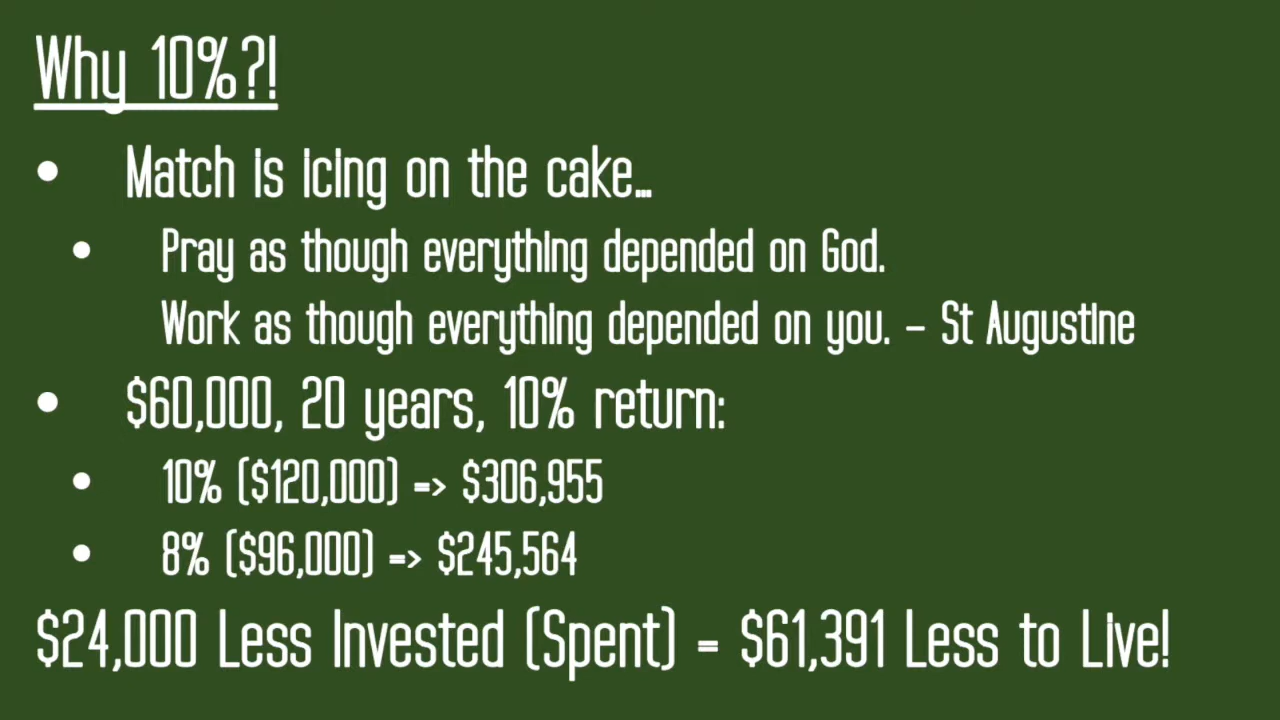 Why 10%?!
• Match is icing on the cake...
• Pray as though everything depended on God.
Work as though everything depended on you. – St Augustine
• $60,000, 20 years, 10% return:
• 10% ($120,000) => $306,955
• 8% ($96,000) => $245,564
$24,000 Less Invested (Spent) = $61,391 Less to Live!